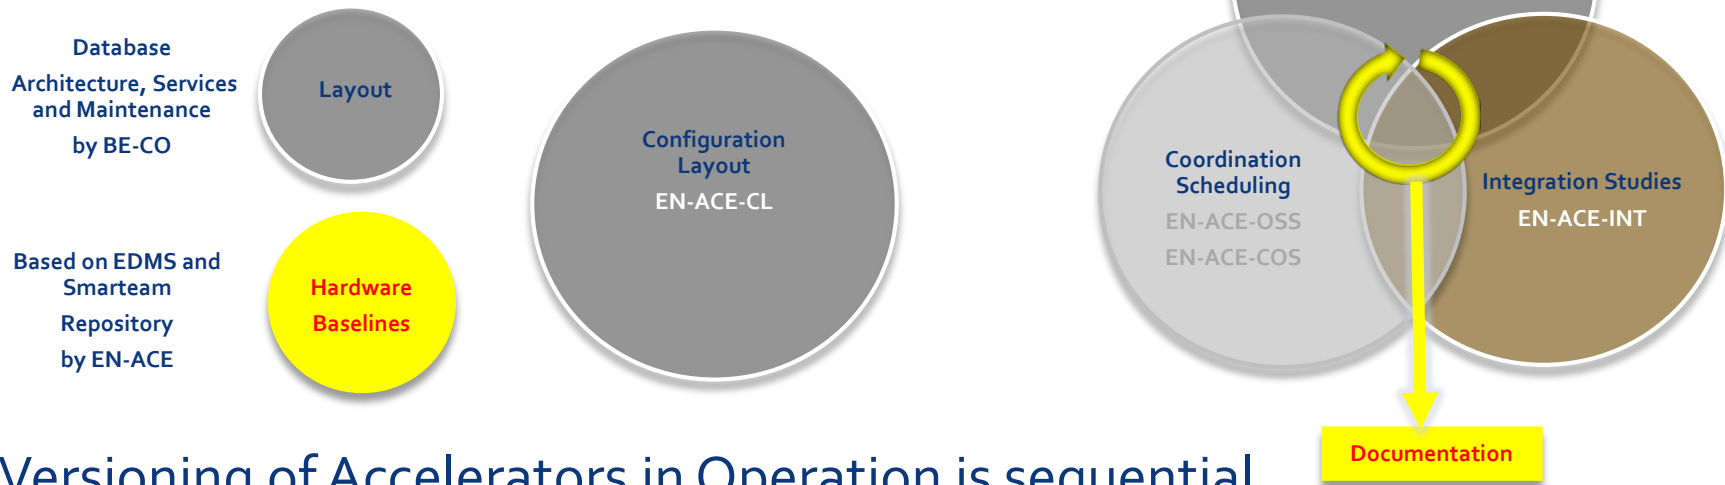 Database
Architecture, Services
and Maintenance
by BE-CO
Layout
Based on EDMS and
Smarteam
Repository
by EN-ACE
Hardware
Baselines
Configuration
Layout
EN-ACE-CL
Coordination
Scheduling
EN-ACE-OSS
EN-ACE-COS
Integration Studies
EN-ACE-INT
Documentation
Versioning of Accelerators in Operation is sequential